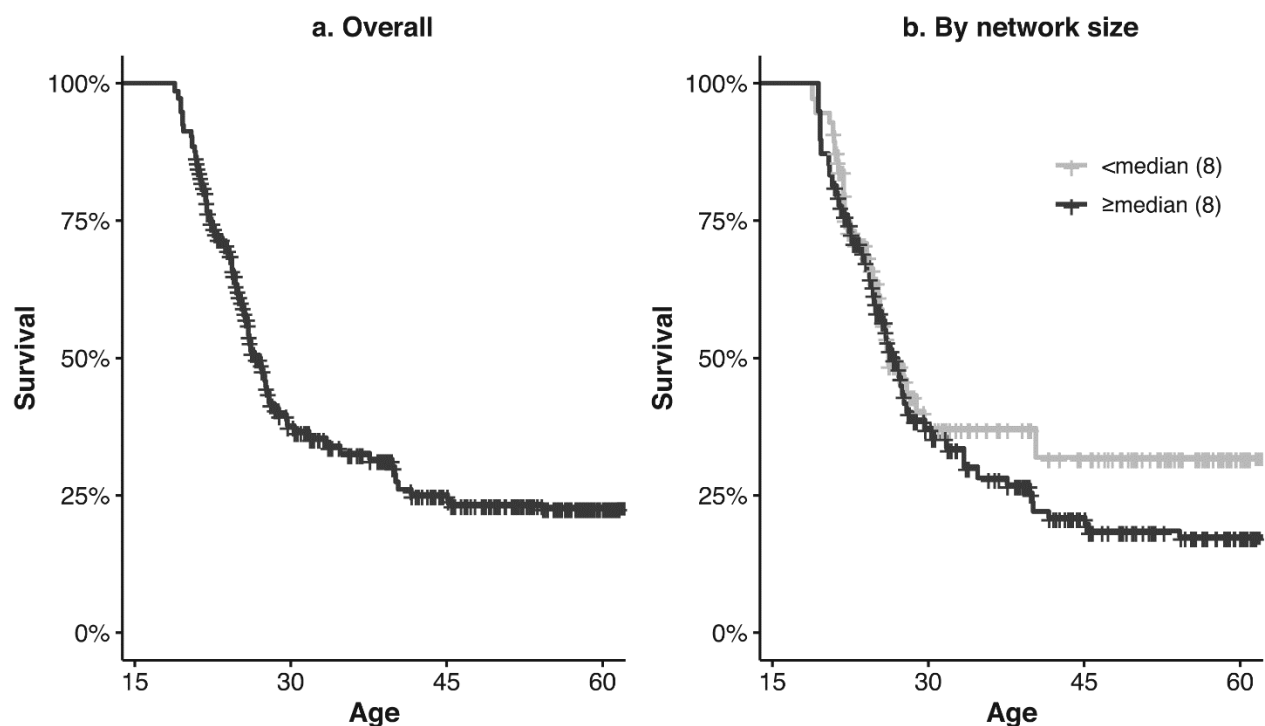 a. Overall
100%
75%
50%
25%
0%
Survival
15 30 45 60
Age
b. By network size
100%
75%
50%
25%
0%
Survival
<median (8)
≥median (8)
15 30 45 60
Age